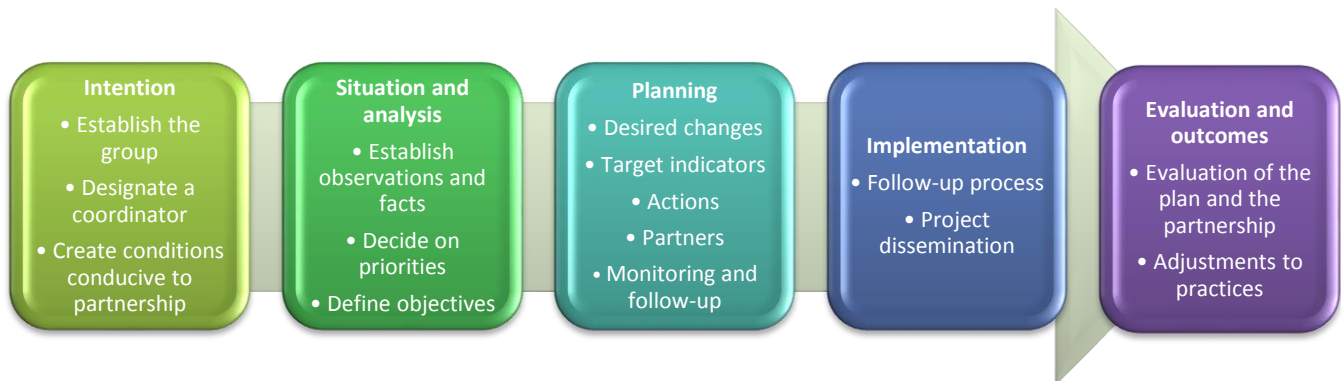 Intention
• Establish the
group
• Designate a
coordinator
• Create conditions
conducive to
partnership
Situation and
analysis
• Establish
observations and
facts
• Decide on
priorities
• Define objectives
Planning
• Desired changes
• Target indicators
• Actions
• Partners
• Monitoring and
follow-up
Implementation
• Follow-up process
• Project
dissemination
Evaluation and
outcomes
• Evaluation of the
plan and the
partnership
• Adjustments to
practices